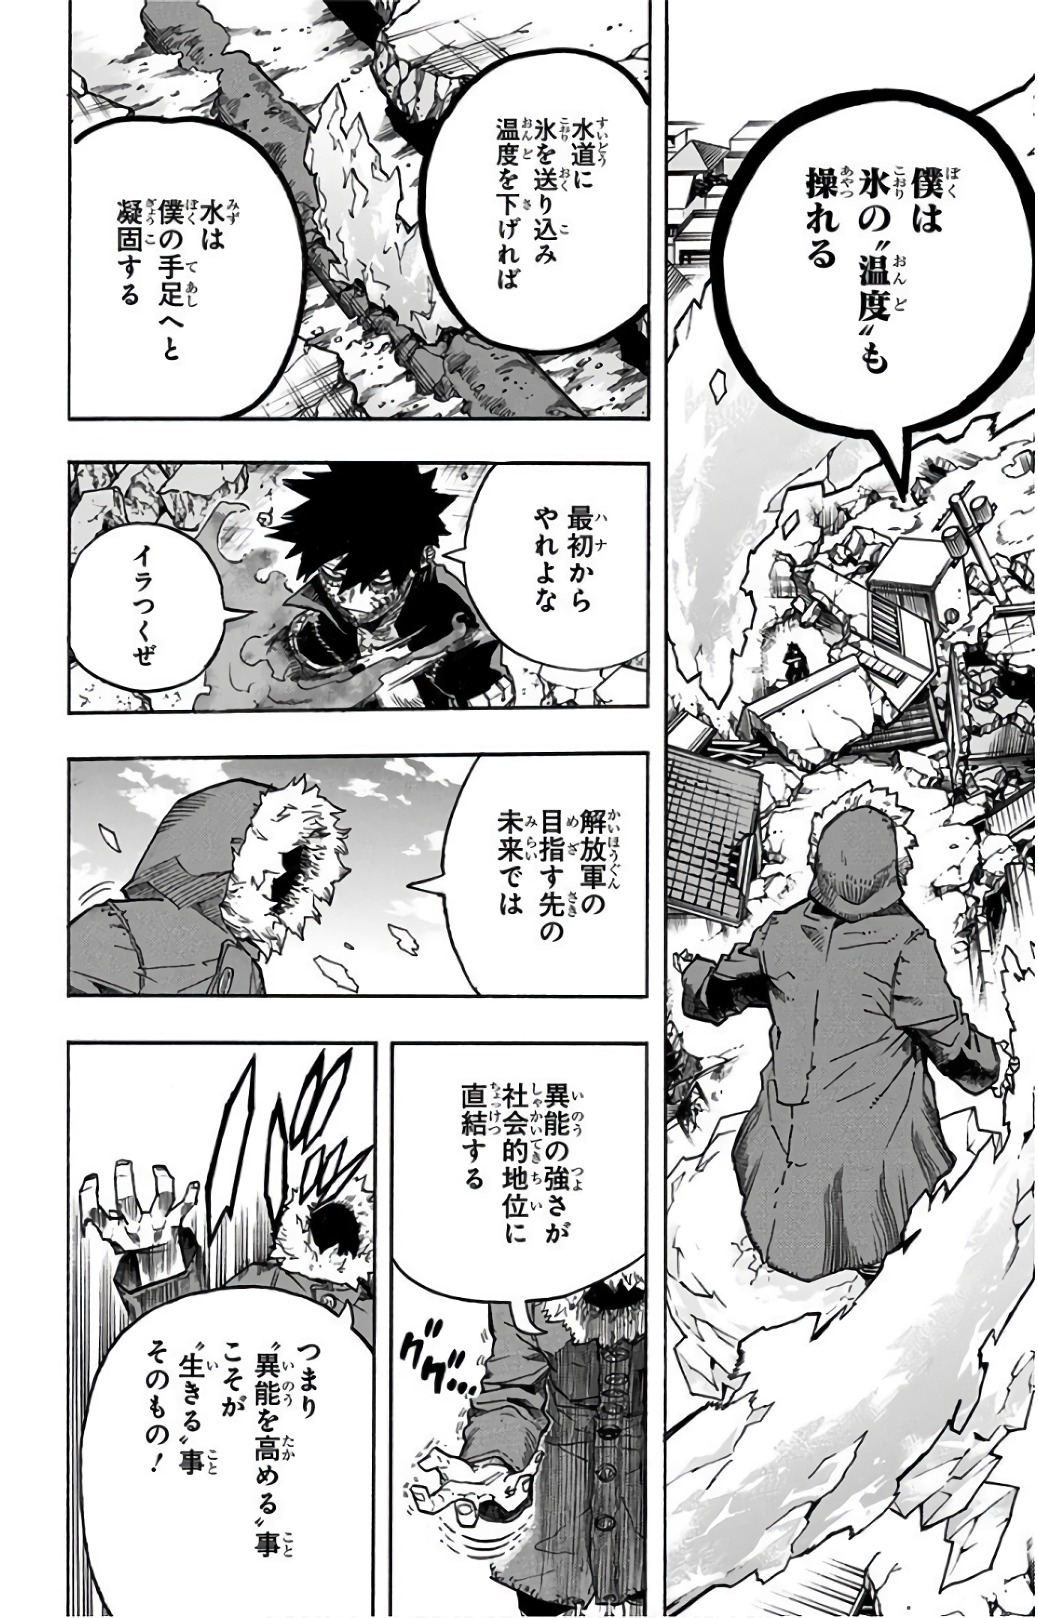 僕は
氷の〝温度〟も
操れる
水道に
氷を送り込み
温度を下げれば
水は
僕の手足へと
凝固する
最初から
やれよな
イラつくぜ
解放軍の
目指す先の
未来では
異能の強さが
社会的地位に
直結する
ググ…
つまり
〝異能を高める〟事
こそが
〝生きる〟事
そのもの！